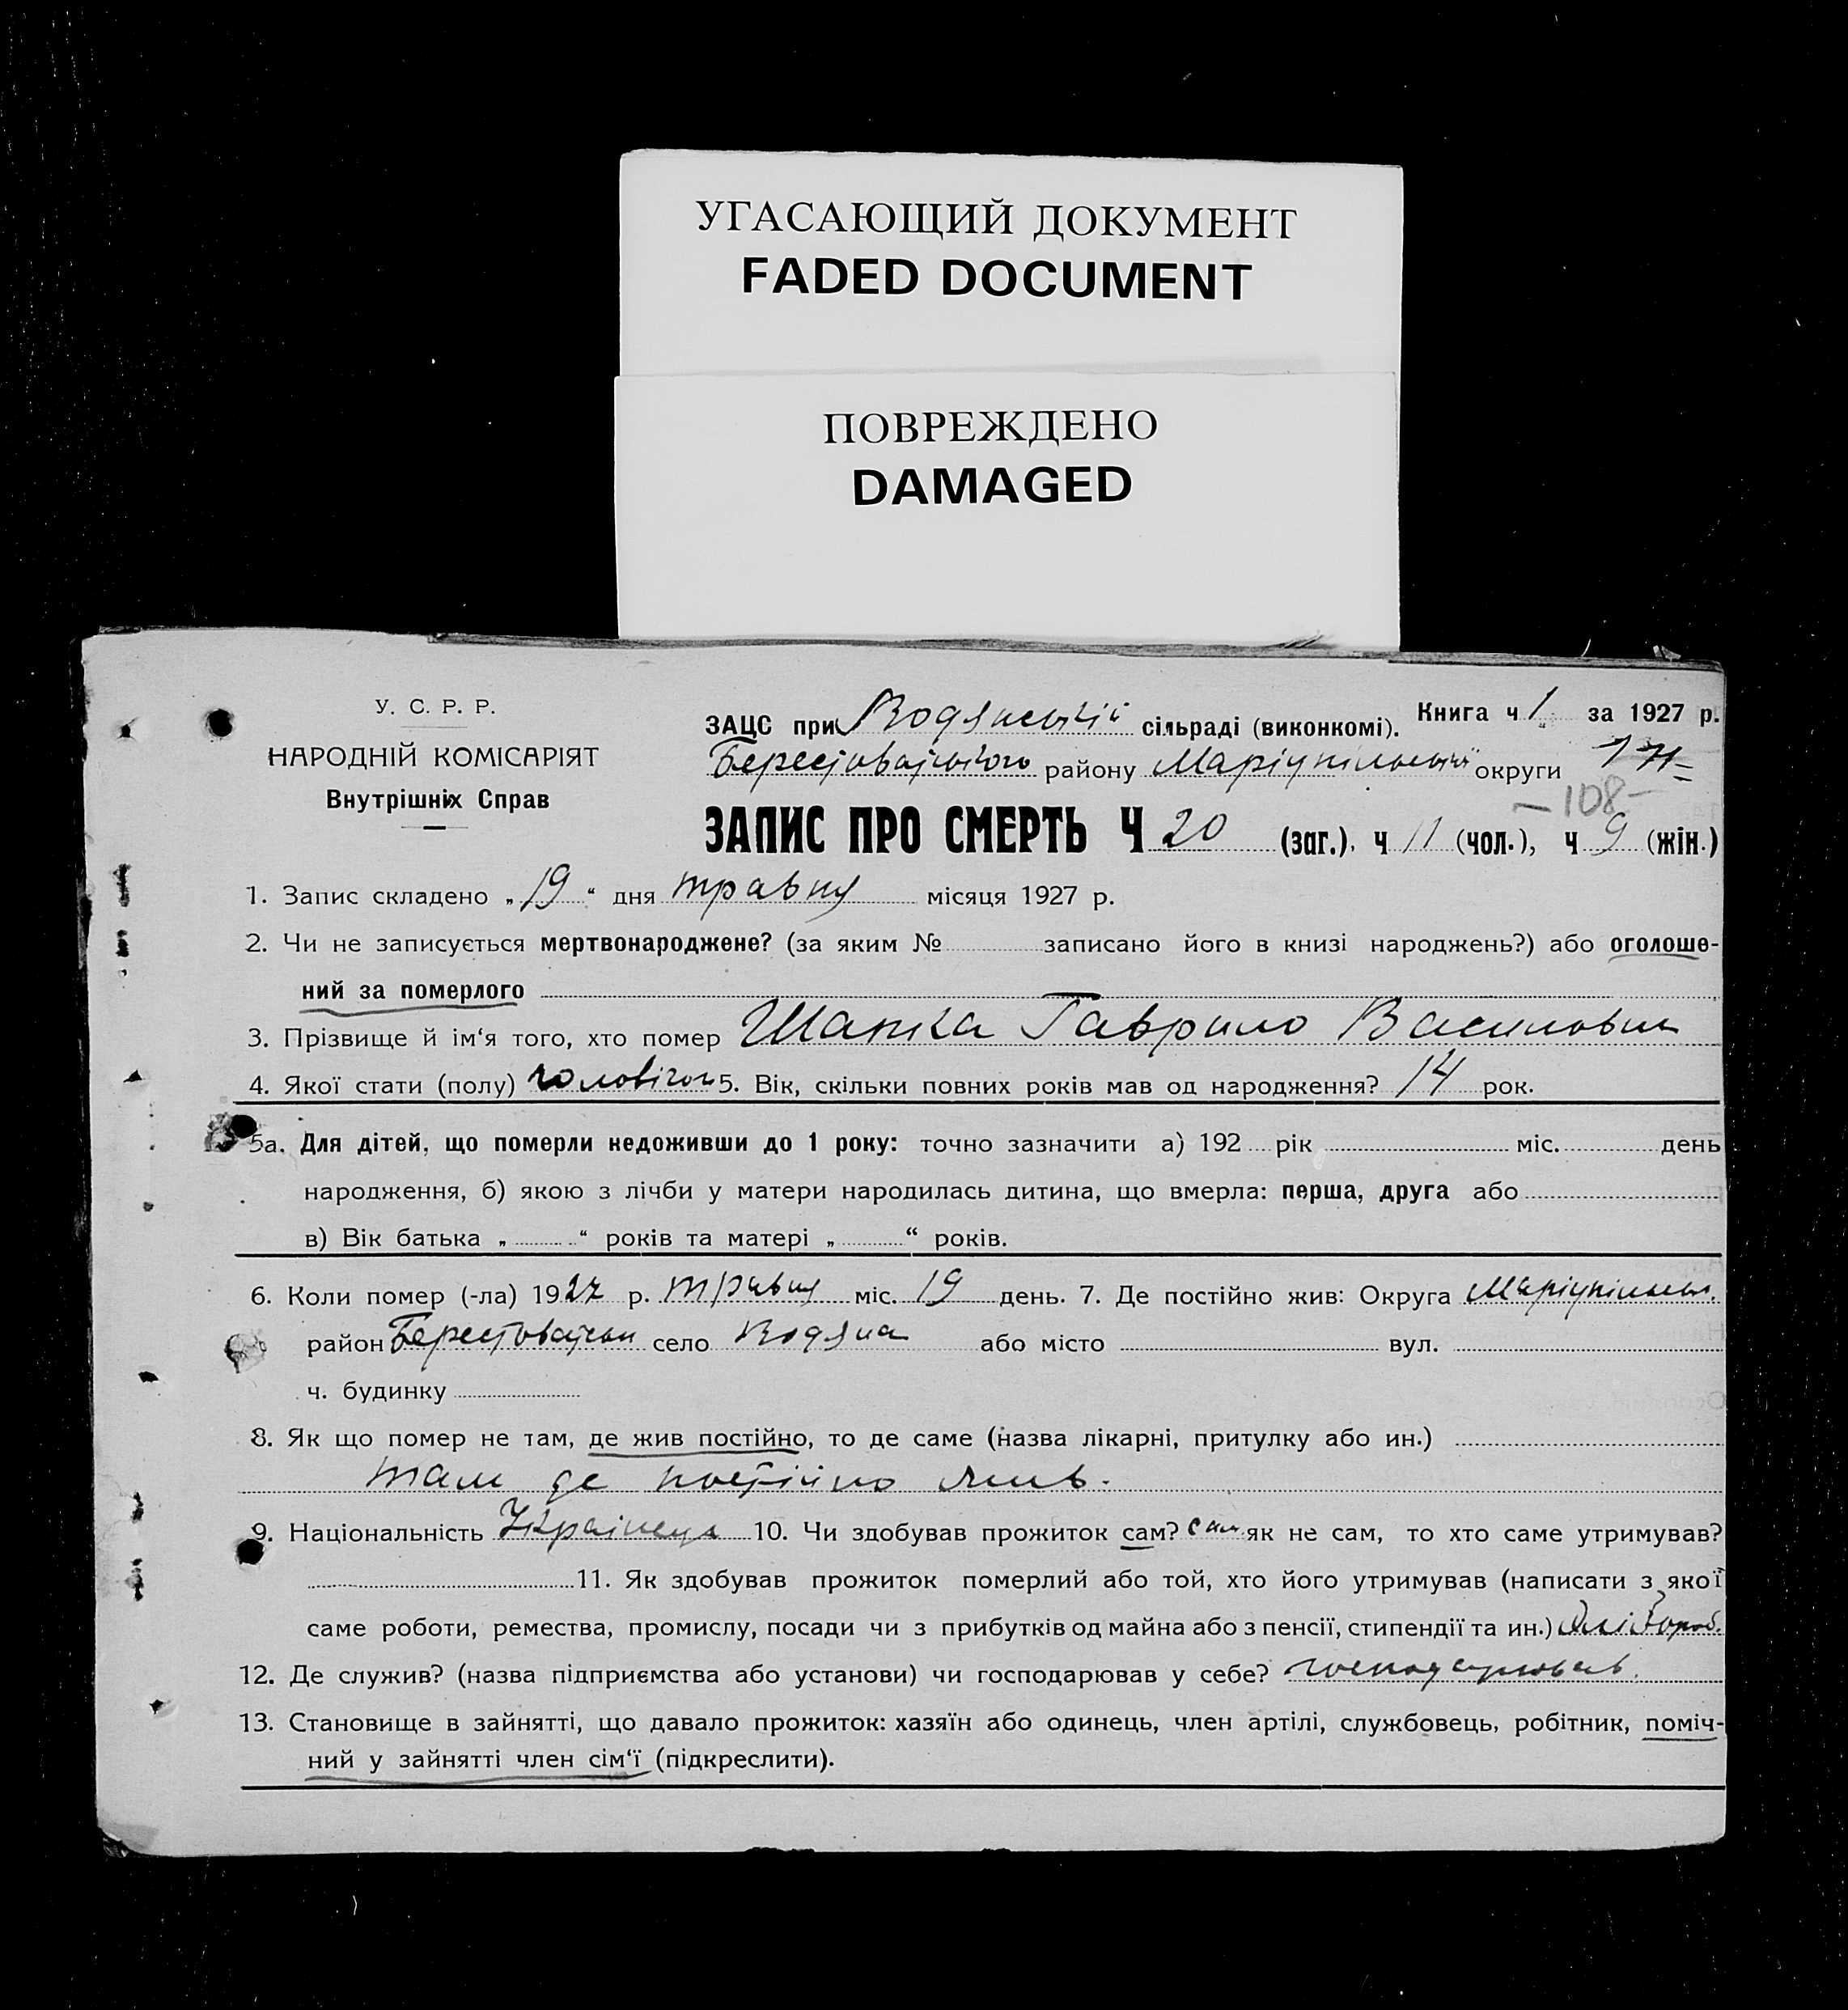 УГАСАЮЩИЙ ДОКУМЕНТ
FADED DOCUMENT
ПОВРЕЖДЕНО
DAMAGED
У. С. Р. Р.
НАРОДНІЙ КОМІСАРІЯТ
Внутрішніх Справ
ЗАЦС при Водянській сільраді (виконкомі). Книга ч 1 за 1927 р.
району Маріупільської округи
-108-
ЗАПИС ПРО СМЕРТЬ Ч 20 (заг.), ч 11 (чол.), ч 9 (жін.)
1. Запис складено „19“ дня травня місяця 1927 р.
2. Чи не записується мертвонароджене? (за яким № записано його в книзі народжень?) або оголоше-
ний за померлого
3. Прізвище й ім‘я того, хто помер Шапка Гаврило Василович
4. Якої стати (полу) чоловічої 5. Вік, скільки повних років мав од народження? 14 рок.
5а. Для дітей, що померли недоживши до 1 року: точно зазначити а) 192 рік міс. день
народження, б) якою з лічби у матери народилась дитина, що вмерла: перша, друга або
в) Вік батька „ “ років та матері „ “ років.
6. Коли помер (-ла) 1927 р. травня міс. 19 день. 7. Де постійно жив: Округа Маріупільськ.
район село Водяна або місто вул.
ч. будинку
8. Як що помер не там, де жив постійно, то де саме (назва лікарні, притулку або ин.)
там де постійно жив.
9. Національність Українець 10. Чи здобував прожиток сам? сам як не сам, то хто саме утримував?
11. Як здобував прожиток померлий або той, хто його утримував (написати з якої
саме роботи, ремества, промислу, посади чи з прибутків од майна або з пенсії, стипендії та ин.)
12. Де служив? (назва підприємства або установи) чи господарював у себе? господарював.
13. Становище в зайнятті, що давало прожиток: хазяїн або одинець, член артілі, службовець, робітник, поміч-
ний у зайнятті член сім‘ї (підкреслити).